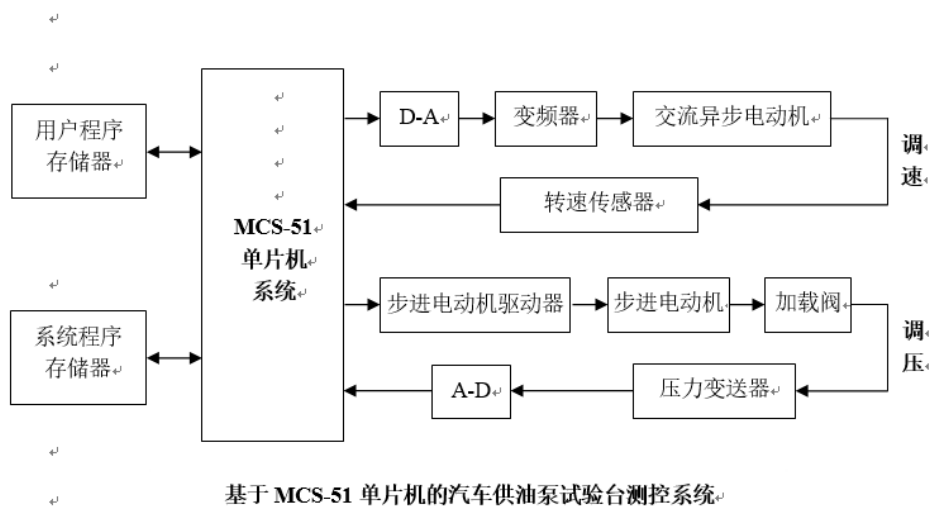 用户程序
存储器
系统程序
存储器
MCS-51
单片机
系统
D-A
变频器
交流异步电动机
调
速
转速传感器
步进电动机驱动器
步进电动机
加载阀
调
压
A-D
压力变送器
基于 MCS-51 单片机的汽车供油泵试验台测控系统